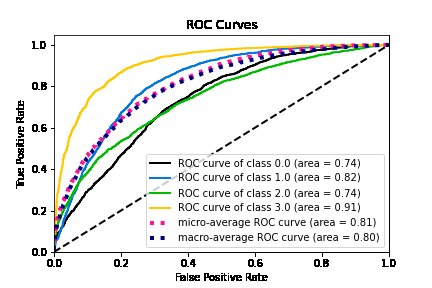 ROC Curves
True Positive Rate
1.0
0.8
0.6
0.4
0.2
0.0
ROC curve of class 0.0 (area = 0.74)
ROC curve of class 1.0 (area = 0.82)
ROC curve of class 2.0 (area = 0.74)
ROC curve of class 3.0 (area = 0.91)
micro-average ROC curve (area = 0.81)
macro-average ROC curve (area = 0.80)
0.0 0.2 0.4 0.6 0.8 1.0
False Positive Rate